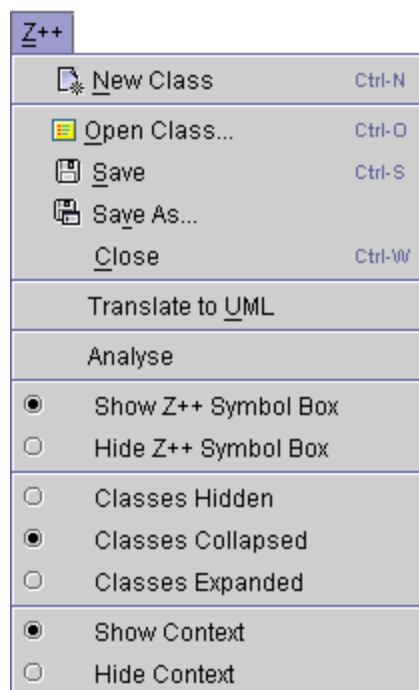 Z++
New Class Ctrl-N
Open Class... Ctrl-O
Save Ctrl-S
Save As...
Close Ctrl-W
Translate to UML
Analyse
Show Z++ Symbol Box
Hide Z++ Symbol Box
Classes Hidden
Classes Collapsed
Classes Expanded
Show Context
Hide Context